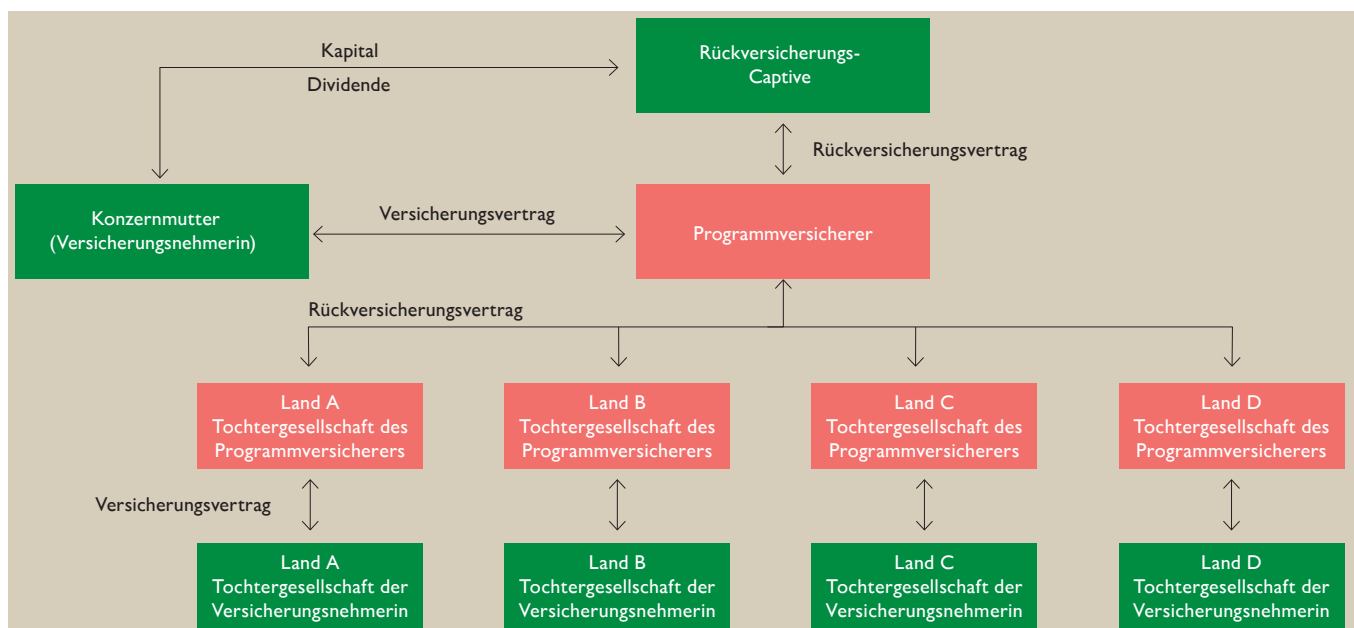 Kapital
Dividende
Rückversicherungs-
Captive
Rückversicherungsvertrag
Konzernmutter
(Versicherungsnehmerin)
Versicherungsvertrag
Programmversicherer
Rückversicherungsvertrag
Land A
Tochtergesellschaft des
Programmversicherers
Land B
Tochtergesellschaft des
Programmversicherers
Land C
Tochtergesellschaft des
Programmversicherers
Land D
Tochtergesellschaft des
Programmversicherers
Versicherungsvertrag
Land A
Tochtergesellschaft der
Versicherungsnehmerin
Land B
Tochtergesellschaft der
Versicherungsnehmerin
Land C
Tochtergesellschaft der
Versicherungsnehmerin
Land D
Tochtergesellschaft der
Versicherungsnehmerin